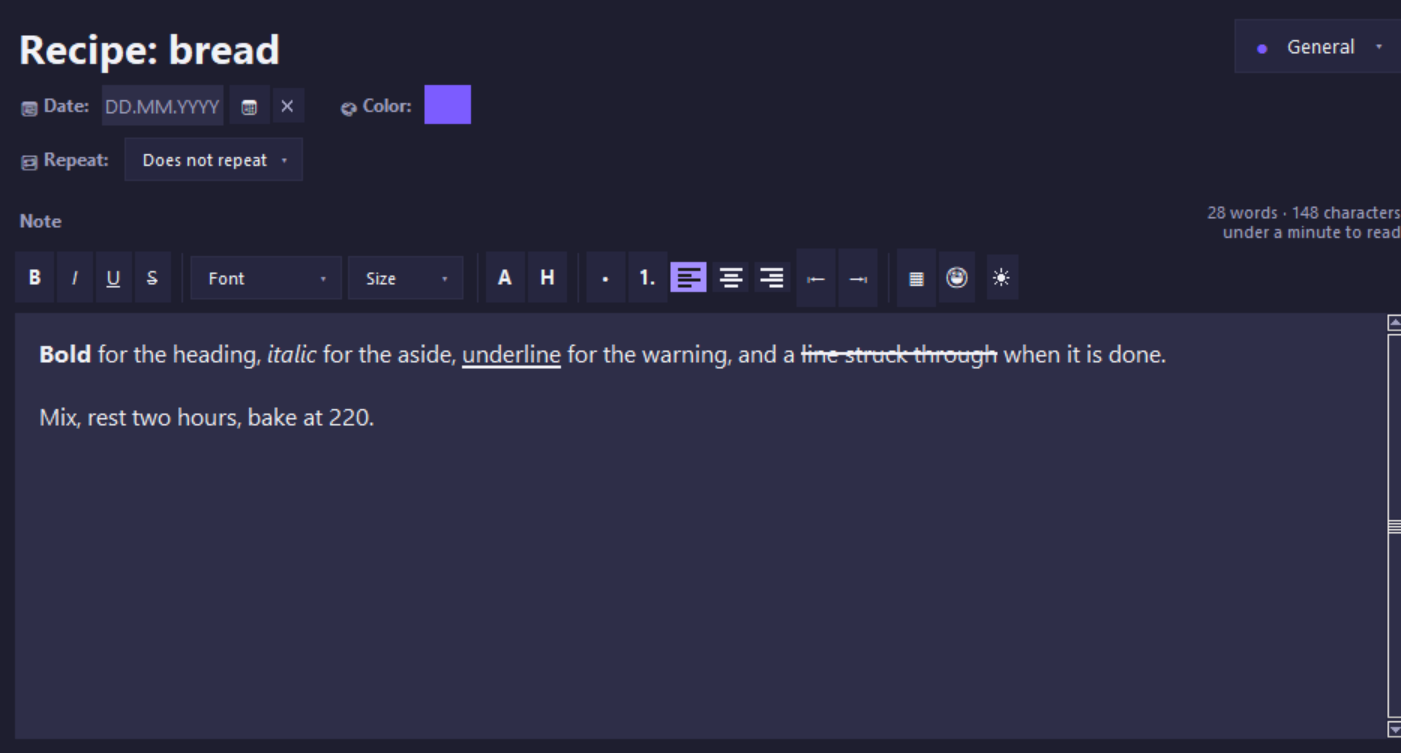 Recipe: bread
General
Date: DD.MM.YYYY Color:
Repeat: Does not repeat
Note
28 words · 148 characters
under a minute to read
B I U S Font Size A H • 1.
Bold for the heading, italic for the aside, underline for the warning, and a line struck through when it is done.
Mix, rest two hours, bake at 220.